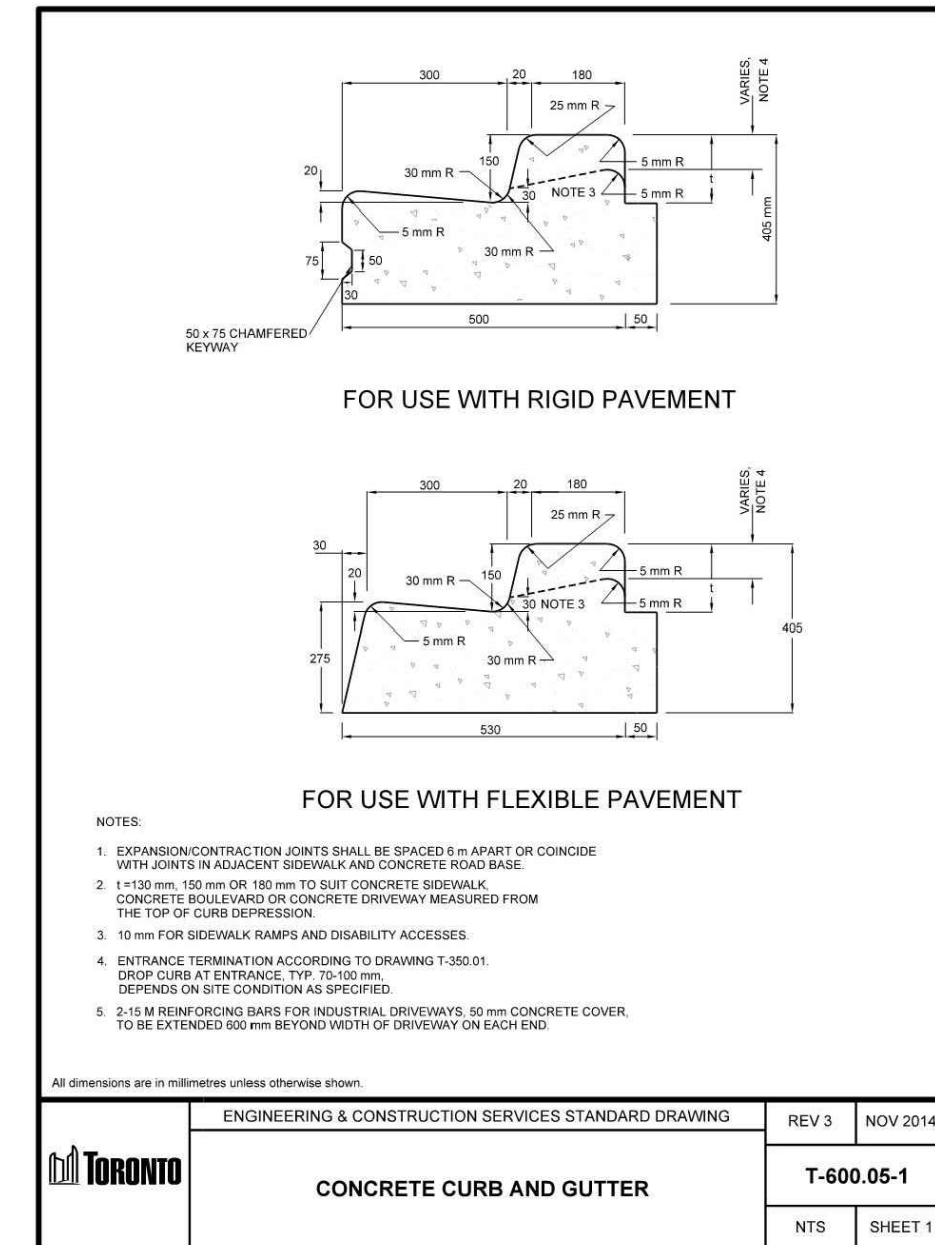 300
20
180
VARIES,
NOTE 4
25 mm R
20
30 mm R
150
5 mm R
30
NOTE 3
t
5 mm R
405 mm
5 mm R
30 mm R
75
50
30
500
50
50 x 75 CHAMFERED
KEYWAY
FOR USE WITH RIGID PAVEMENT
300
20
180
VARIES,
NOTE 4
25 mm R
30
20
30 mm R
150
5 mm R
t
30 NOTE 3
5 mm R
405
5 mm R
275
30 mm R
530
50
FOR USE WITH FLEXIBLE PAVEMENT
NOTES:
1. EXPANSION/CONTRACTION JOINTS SHALL BE SPACED 6 m APART OR COINCIDE
WITH JOINTS IN ADJACENT SIDEWALK AND CONCRETE ROAD BASE.
2. t =130 mm, 150 mm OR 180 mm TO SUIT CONCRETE SIDEWALK,
CONCRETE BOULEVARD OR CONCRETE DRIVEWAY MEASURED FROM
THE TOP OF CURB DEPRESSION.
3. 10 mm FOR SIDEWALK RAMPS AND DISABILITY ACCESSES.
4. ENTRANCE TERMINATION ACCORDING TO DRAWING T-350.01.
DROP CURB AT ENTRANCE, TYP. 70-100 mm,
DEPENDS ON SITE CONDITION AS SPECIFIED.
5. 2-15 M REINFORCING BARS FOR INDUSTRIAL DRIVEWAYS, 50 mm CONCRETE COVER,
TO BE EXTENDED 600 mm BEYOND WIDTH OF DRIVEWAY ON EACH END.
All dimensions are in millimetres unless otherwise shown.
ENGINEERING & CONSTRUCTION SERVICES STANDARD DRAWING
REV 3
NOV 2014
TORONTO
CONCRETE CURB AND GUTTER
T-600.05-1
NTS
SHEET 1